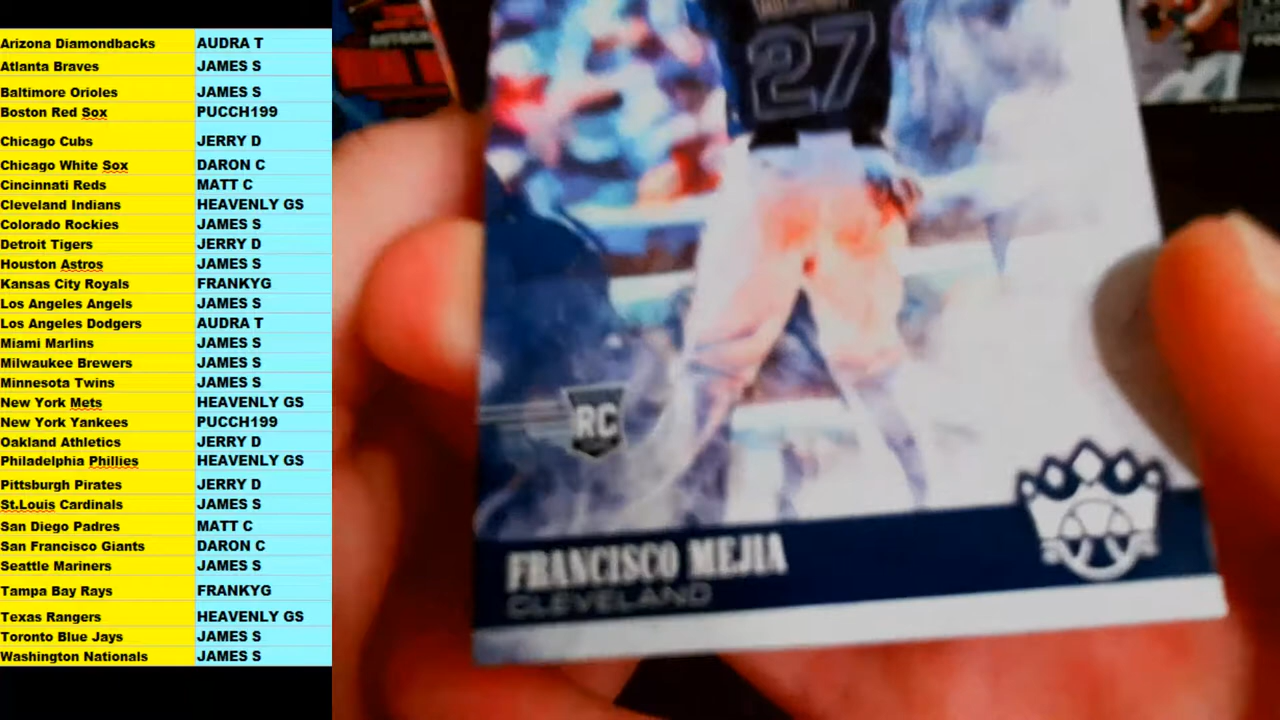 Arizona Diamondbacks AUDRA T
Atlanta Braves JAMES S
Baltimore Orioles JAMES S
Boston Red Sox PUCCH199
Chicago Cubs JERRY D
Chicago White Sox DARON C
Cincinnati Reds MATT C
Cleveland Indians HEAVENLY GS
Colorado Rockies JAMES S
Detroit Tigers JERRY D
Houston Astros JAMES S
Kansas City Royals FRANKYG
Los Angeles Angels JAMES S
Los Angeles Dodgers AUDRA T
Miami Marlins JAMES S
Milwaukee Brewers JAMES S
Minnesota Twins JAMES S
New York Mets HEAVENLY GS
New York Yankees PUCCH199
Oakland Athletics JERRY D
Philadelphia Phillies HEAVENLY GS
Pittsburgh Pirates JERRY D
St.Louis Cardinals JAMES S
San Diego Padres MATT C
San Francisco Giants DARON C
Seattle Mariners JAMES S
Tampa Bay Rays FRANKYG
Texas Rangers HEAVENLY GS
Toronto Blue Jays JAMES S
Washington Nationals JAMES S
27
RC
FRANCISCO MEJIA
CLEVELAND